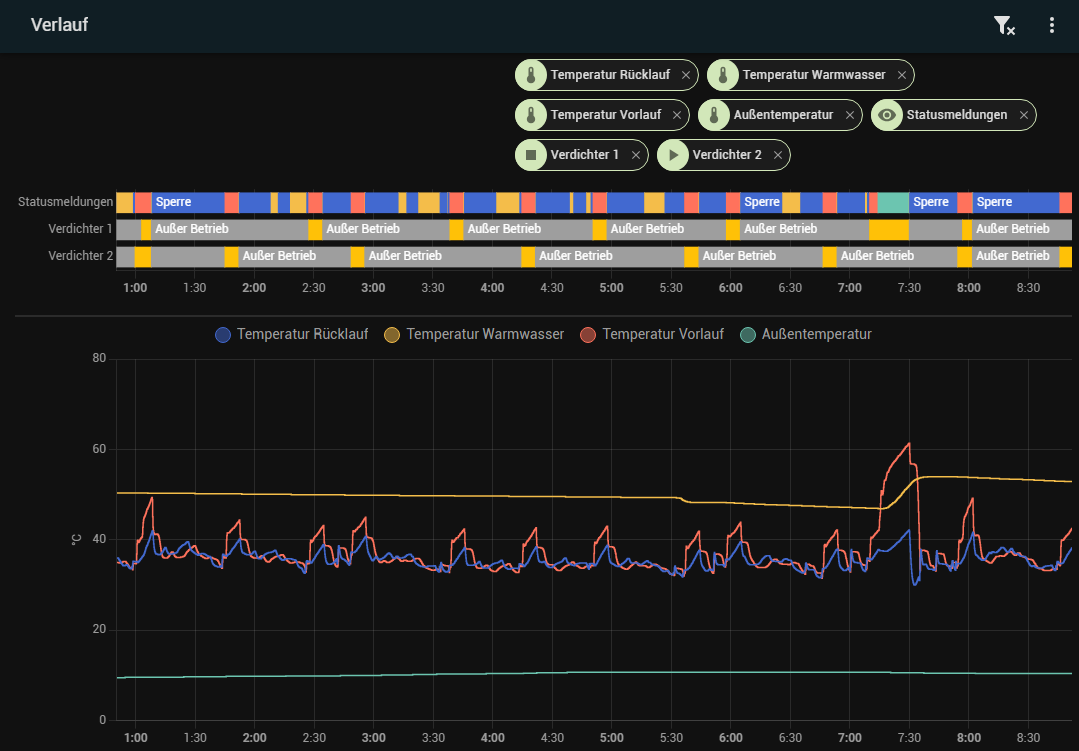 Verlauf
Temperatur Rücklauf
Temperatur Warmwasser
Temperatur Vorlauf
Außentemperatur
Statusmeldungen
Verdichter 1
Verdichter 2
Statusmeldungen Sperre Sperre Sperre Sperre
Verdichter 1 Außer Betrieb Außer Betrieb Außer Betrieb Außer Betrieb Außer Betrieb Außer Betrieb
Verdichter 2 Außer Betrieb Außer Betrieb Außer Betrieb Außer Betrieb Außer Betrieb Außer Betrieb
1:00 1:30 2:00 2:30 3:00 3:30 4:00 4:30 5:00 5:30 6:00 6:30 7:00 7:30 8:00 8:30
Temperatur Rücklauf Temperatur Warmwasser Temperatur Vorlauf Außentemperatur
80
60
40
°C
20
0
1:00 1:30 2:00 2:30 3:00 3:30 4:00 4:30 5:00 5:30 6:00 6:30 7:00 7:30 8:00 8:30